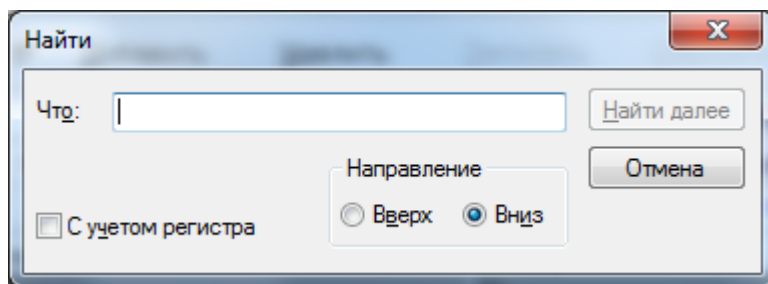 Найти
Что:
Найти далее
Направление
Отмена
С учетом регистра
Вверх
Вниз